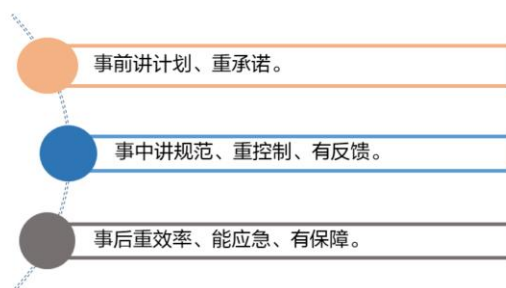 事前讲计划、重承诺。
事中讲规范、重控制、有反馈。
事后重效率、能应急、有保障。